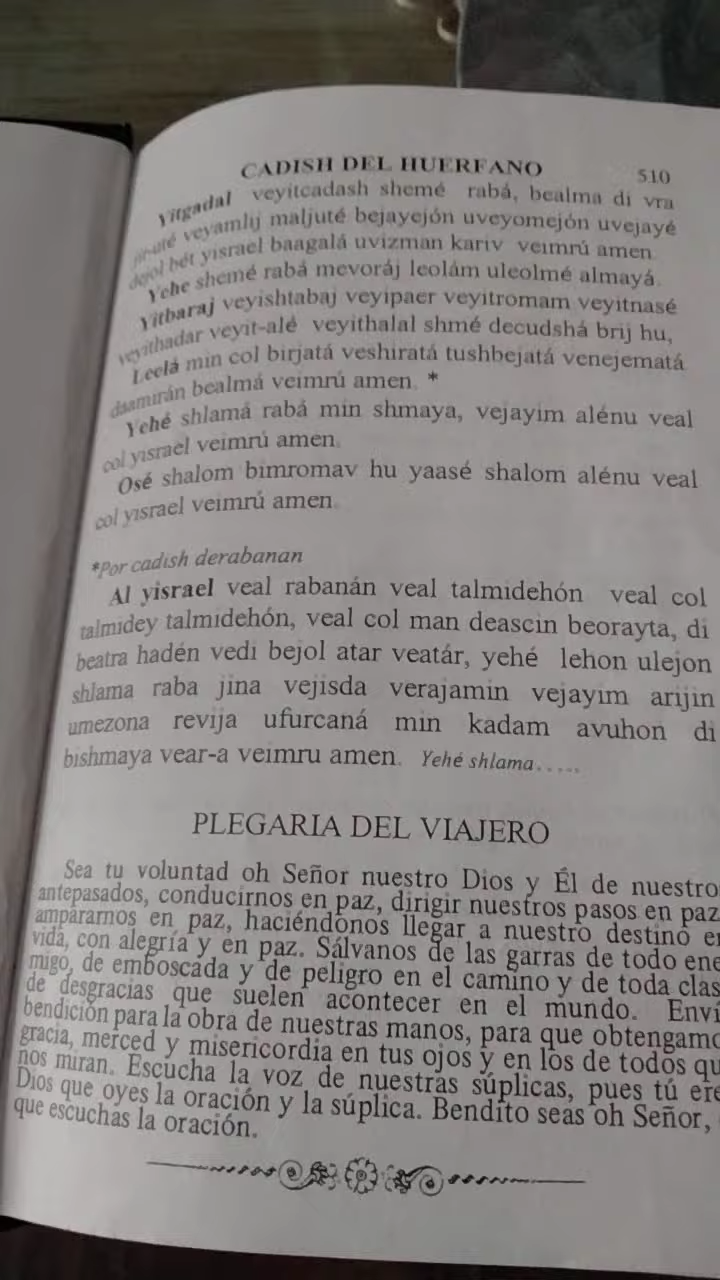 CADISH DEL HUERFANO 510
Yitgadal veyitcadash shemé rabá, bealma di vra
veyamlij maljuté bejayejón uveyomejón uvejayé
dejol bét yisrael baagalá uvizman kariv veimrú amen.
Yehe shemé rabá mevoráj leolám uleolmé almayá.
Yitbaraj veyishtabaj veyipaer veyitromam veyitnasé
veyithadar veyit-alé veyithalal shmé decudshá brij hu,
Leelá min col birjatá veshiratá tushbejatá venejematá
daamirán bealmá veimrú amen. *
Yehé shlamá rabá min shmaya, vejayim alénu veal
col yisrael veimrú amen.
Osé shalom bimromav hu yaasé shalom alénu veal
col yisrael veimrú amen.
*Por cadish derabanan
Al yisrael veal rabanán veal talmidehón veal col
talmidey talmidehón, veal col man deascin beorayta, di
beatra hadén vedi bejol atar veatár, yehé lehon ulejon
shlama raba jina vejisda verajamin vejayim arijin
umezona revija ufurcaná min kadam avuhon di
bishmaya vear-a veimru amen. Yehé shlama.....
PLEGARIA DEL VIAJERO
Sea tu voluntad oh Señor nuestro Dios y Él de nuestro
antepasados, conducirnos en paz, dirigir nuestros pasos en paz
ampararnos en paz, haciéndonos llegar a nuestro destino en
vida, con alegría y en paz. Sálvanos de las garras de todo ene
migo, de emboscada y de peligro en el camino y de toda clas
de desgracias que suelen acontecer en el mundo. Enví
bendición para la obra de nuestras manos, para que obtengamo
gracia, merced y misericordia en tus ojos y en los de todos qu
nos miran. Escucha la voz de nuestras súplicas, pues tú ere
Dios que oyes la oración y la súplica. Bendito seas oh Señor,
que escuchas la oración.